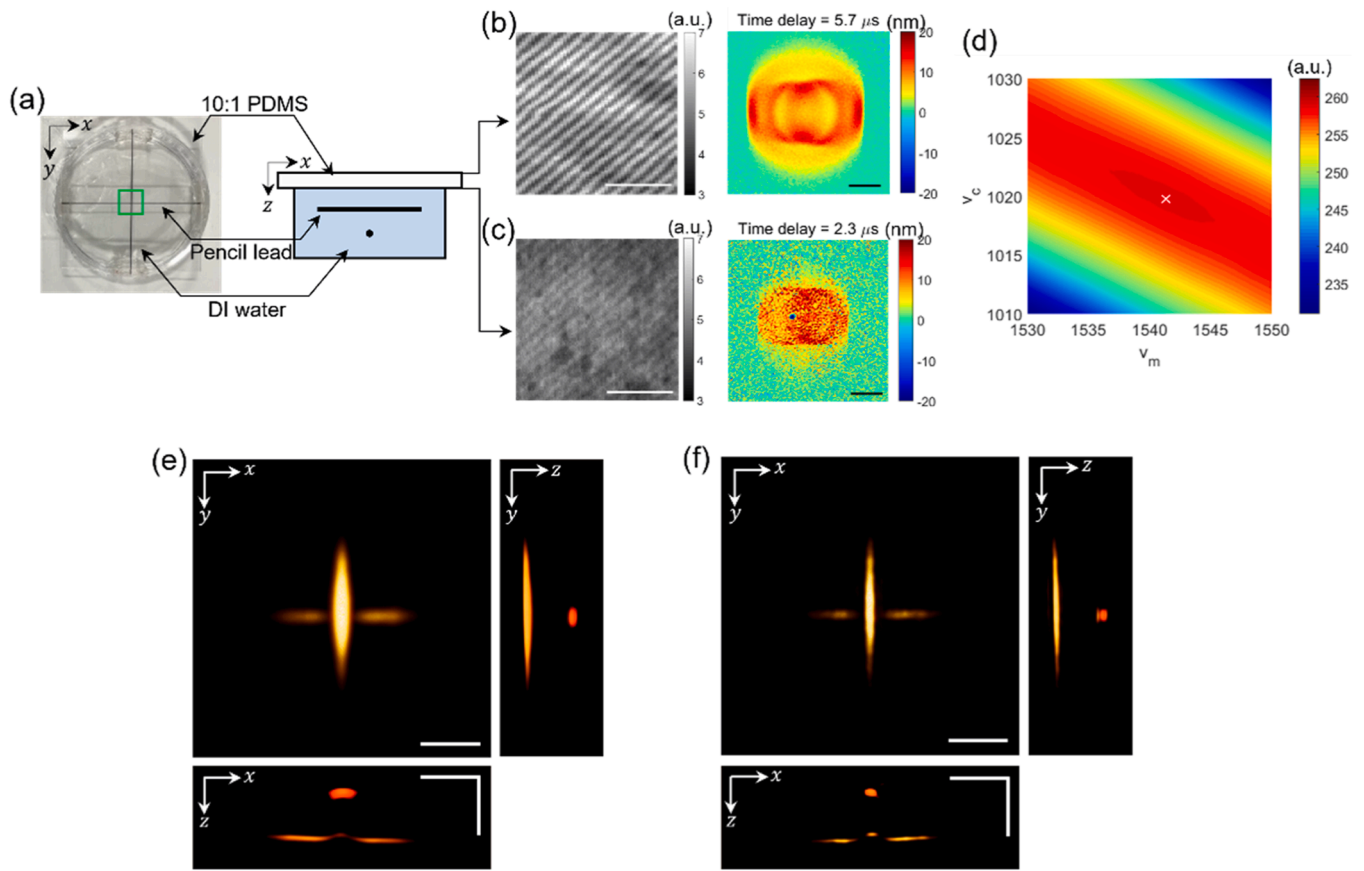 (a)
x
y
10:1 PDMS
x
z
Pencil lead
DI water
(b)
(a.u.)
7
6
5
4
3
Time delay = 5.7 μs
(nm)
20
10
0
-10
-20
(c)
(a.u.)
7
6
5
4
3
Time delay = 2.3 μs
(nm)
20
10
0
-10
-20
(d)
(a.u.)
1030
1025
1020
1015
1010
v_c
1530
1535
1540
1545
1550
v_m
260
255
250
245
240
235
(e)
x
y
z
y
x
z
(f)
x
y
z
y
x
z